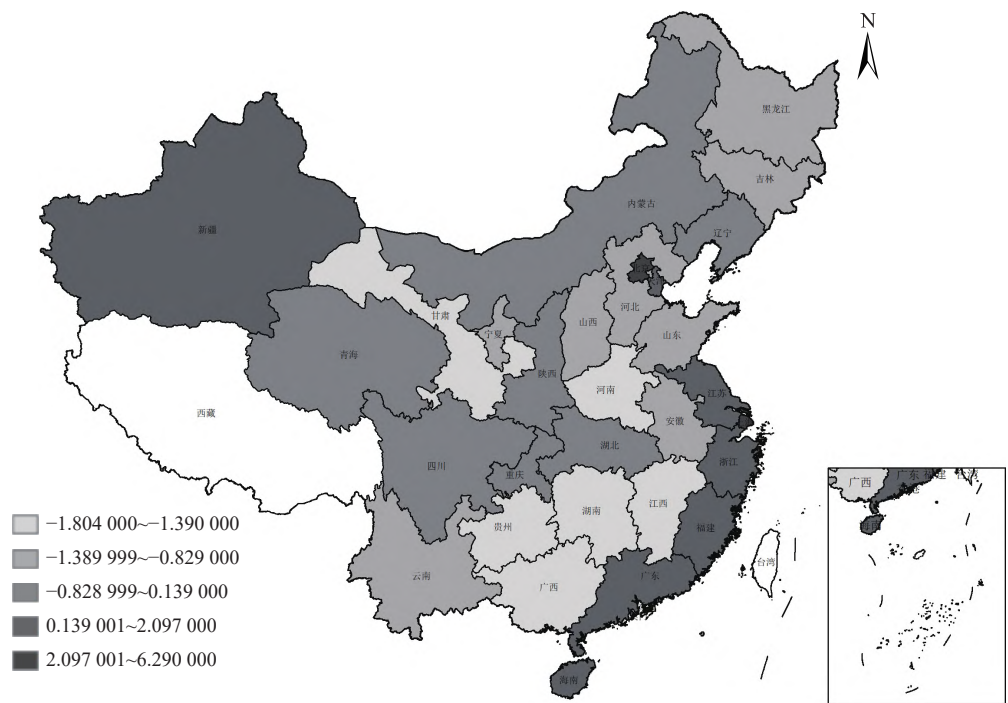 N
黑龙江
吉林
内蒙古
辽宁
新疆
河北
甘肃
山西
宁夏
山东
青海
陕西
河南
江苏
西藏
安徽
湖北
四川
浙江
重庆
江西
湖南
贵州
福建
云南
广西
广东
台湾
海南
广西
广东 福建 台湾
海南
−1.804 000~−1.390 000
−1.389 999~−0.829 000
−0.828 999~0.139 000
0.139 001~2.097 000
2.097 001~6.290 000